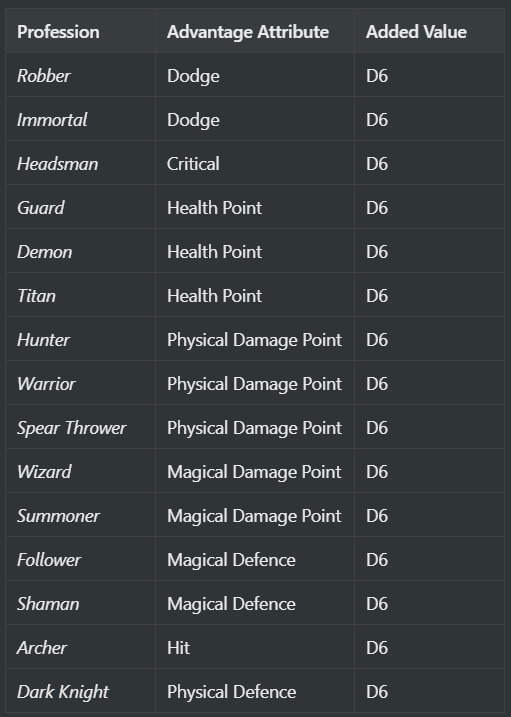 Profession Advantage Attribute Added Value
Robber Dodge D6
Immortal Dodge D6
Headsman Critical D6
Guard Health Point D6
Demon Health Point D6
Titan Health Point D6
Hunter Physical Damage Point D6
Warrior Physical Damage Point D6
Spear Thrower Physical Damage Point D6
Wizard Magical Damage Point D6
Summoner Magical Damage Point D6
Follower Magical Defence D6
Shaman Magical Defence D6
Archer Hit D6
Dark Knight Physical Defence D6